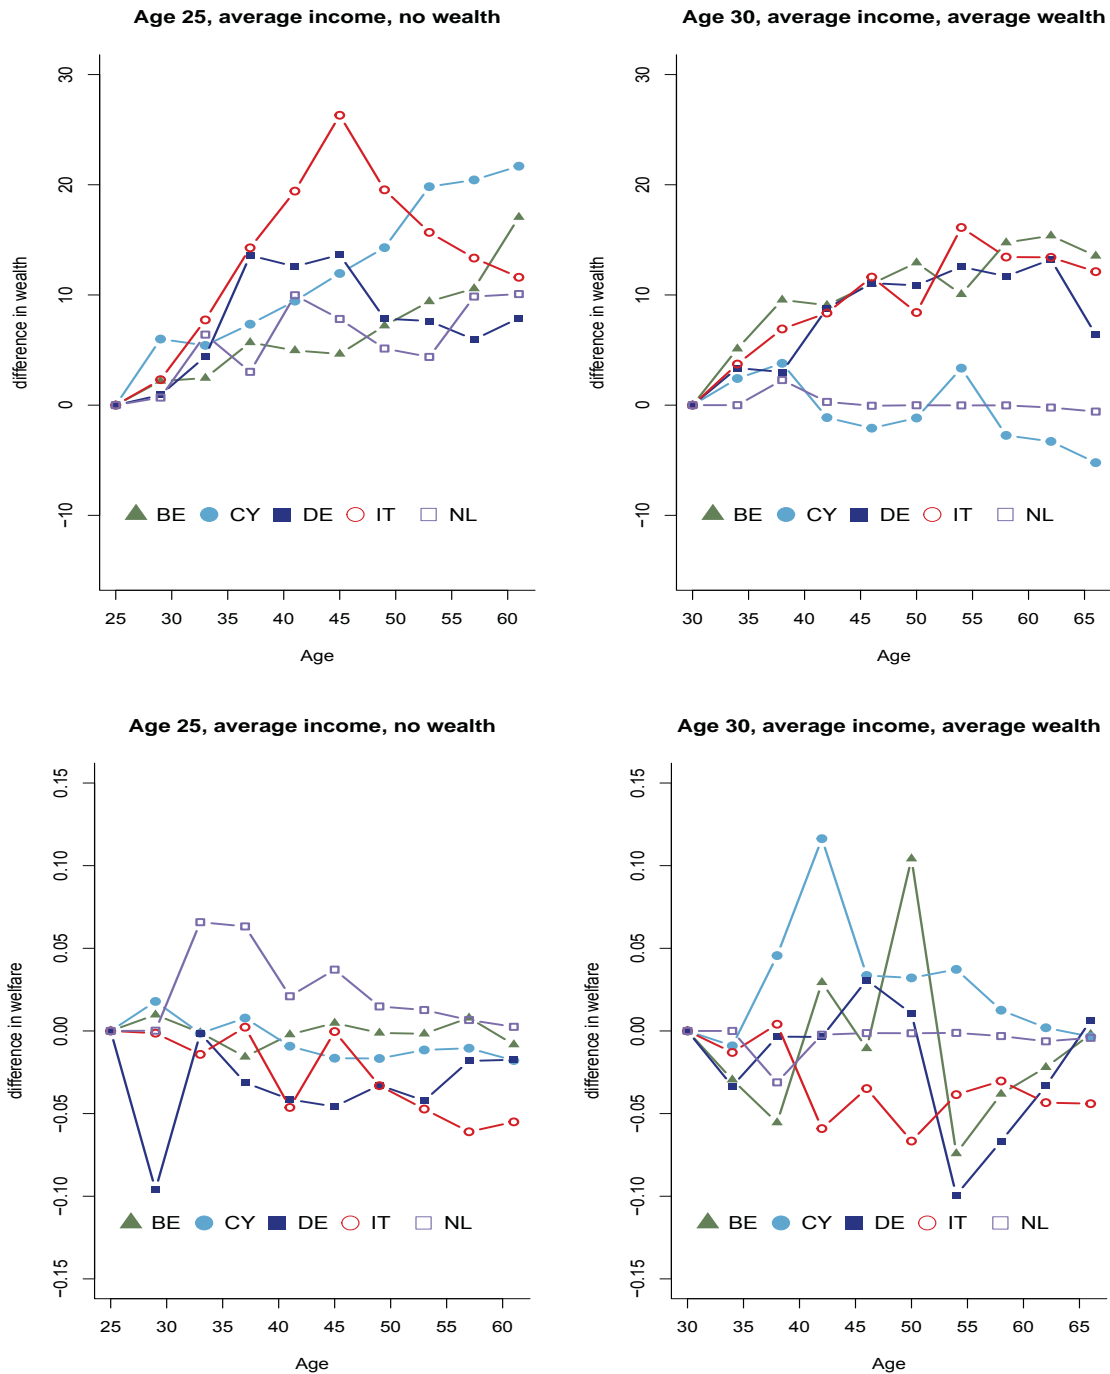 Age 25, average income, no wealth
difference in wealth
30
20
10
0
−10
BE CY DE IT NL
25 30 35 40 45 50 55 60
Age
Age 30, average income, average wealth
difference in wealth
30
20
10
0
−10
BE CY DE IT NL
30 35 40 45 50 55 60 65
Age
Age 25, average income, no wealth
difference in welfare
0.15
0.10
0.05
0.00
−0.05
−0.10
−0.15
BE CY DE IT NL
25 30 35 40 45 50 55 60
Age
Age 30, average income, average wealth
difference in welfare
0.15
0.10
0.05
0.00
−0.05
−0.10
−0.15
BE CY DE IT NL
30 35 40 45 50 55 60 65
Age